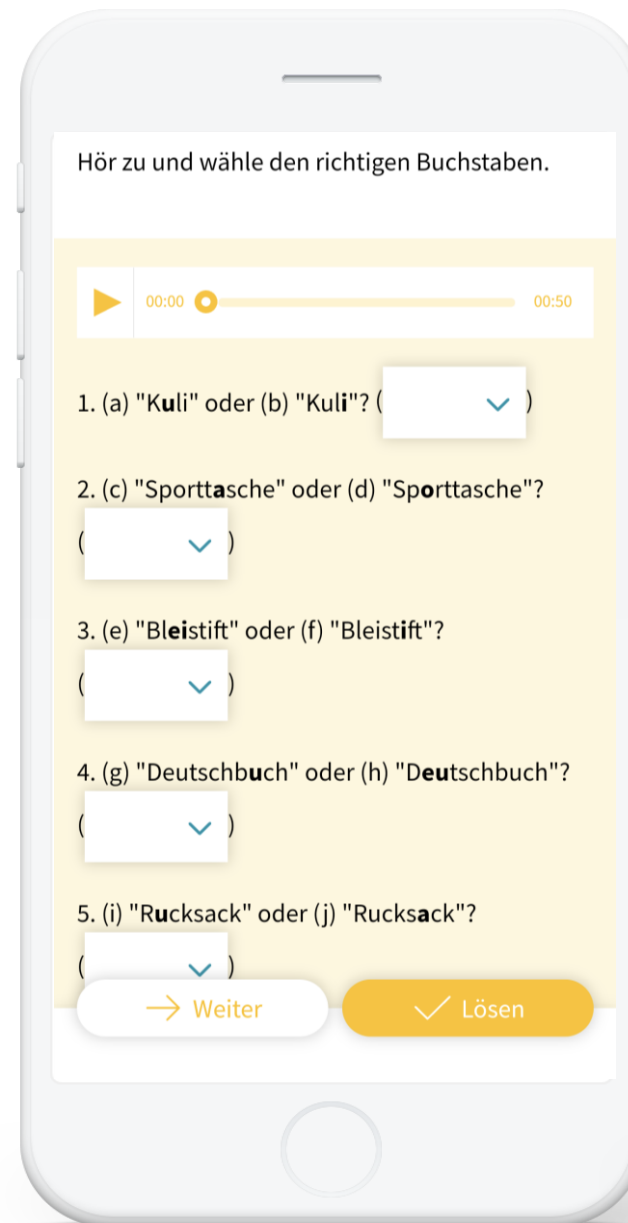 Hör zu und wähle den richtigen Buchstaben.
00:00 00:50
1. (a) "Kuli" oder (b) "Kuli"? ( )
2. (c) "Sporttasche" oder (d) "Sporttasche"?
( )
3. (e) "Bleistift" oder (f) "Bleistift"?
( )
4. (g) "Deutschbuch" oder (h) "Deutschbuch"?
( )
5. (i) "Rucksack" oder (j) "Rucksack"?
( )
Weiter Lösen